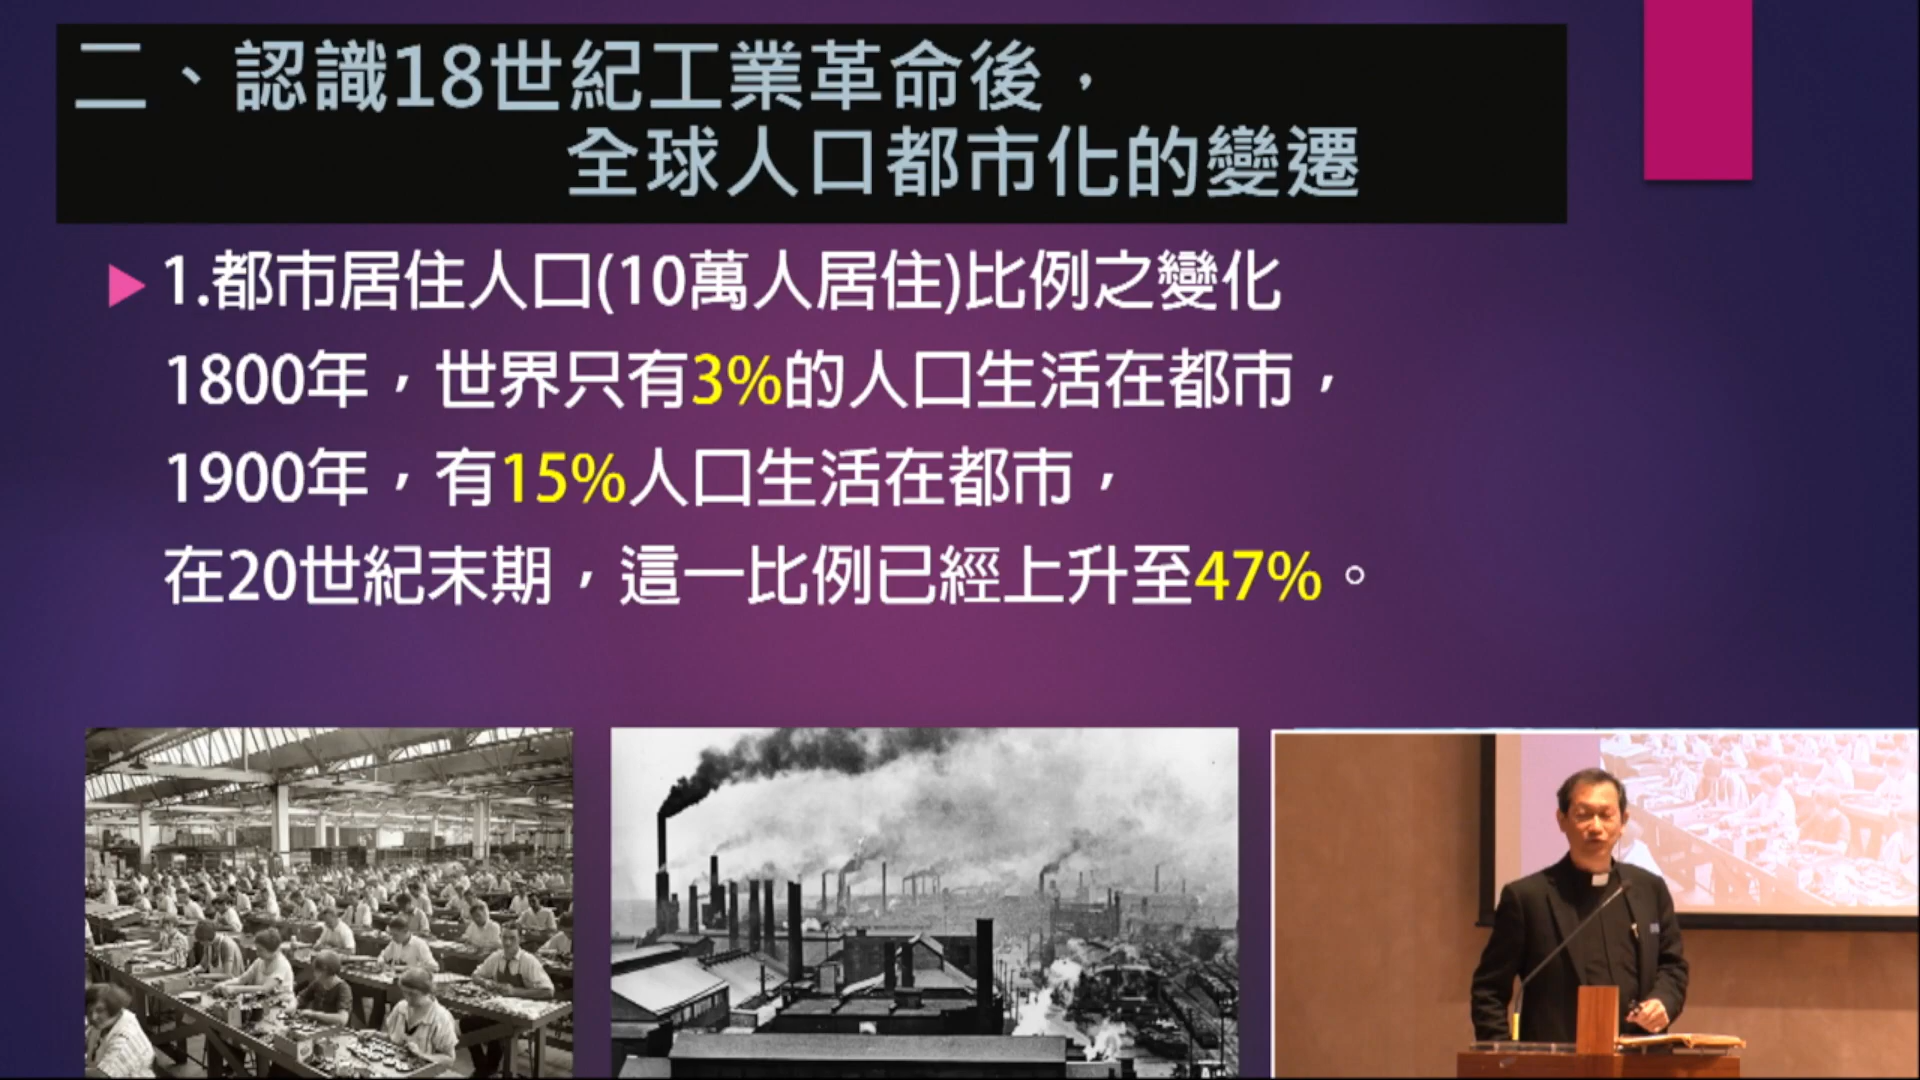 二、認識18世紀工業革命後，
全球人口都市化的變遷
1.都市居住人口(10萬人居住)比例之變化
1800年，世界只有3%的人口生活在都市，
1900年，有15%人口生活在都市，
在20世紀末期，這一比例已經上升至47%。